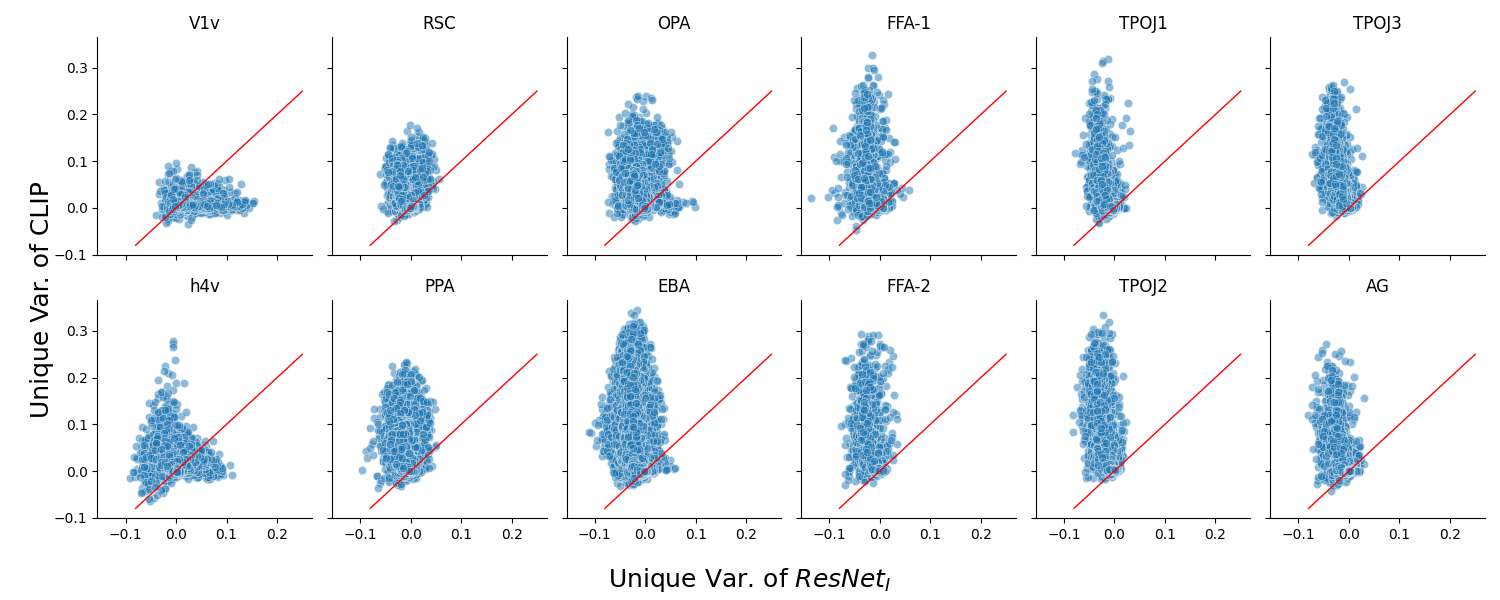 V1v RSC OPA FFA-1 TPOJ1 TPOJ3
0.3
0.2
0.1
0.0
−0.1
Unique Var. of CLIP
h4v PPA EBA FFA-2 TPOJ2 AG
0.3
0.2
0.1
0.0
−0.1
−0.1 0.0 0.1 0.2 −0.1 0.0 0.1 0.2 −0.1 0.0 0.1 0.2 −0.1 0.0 0.1 0.2 −0.1 0.0 0.1 0.2 −0.1 0.0 0.1 0.2
Unique Var. of ResNet_I